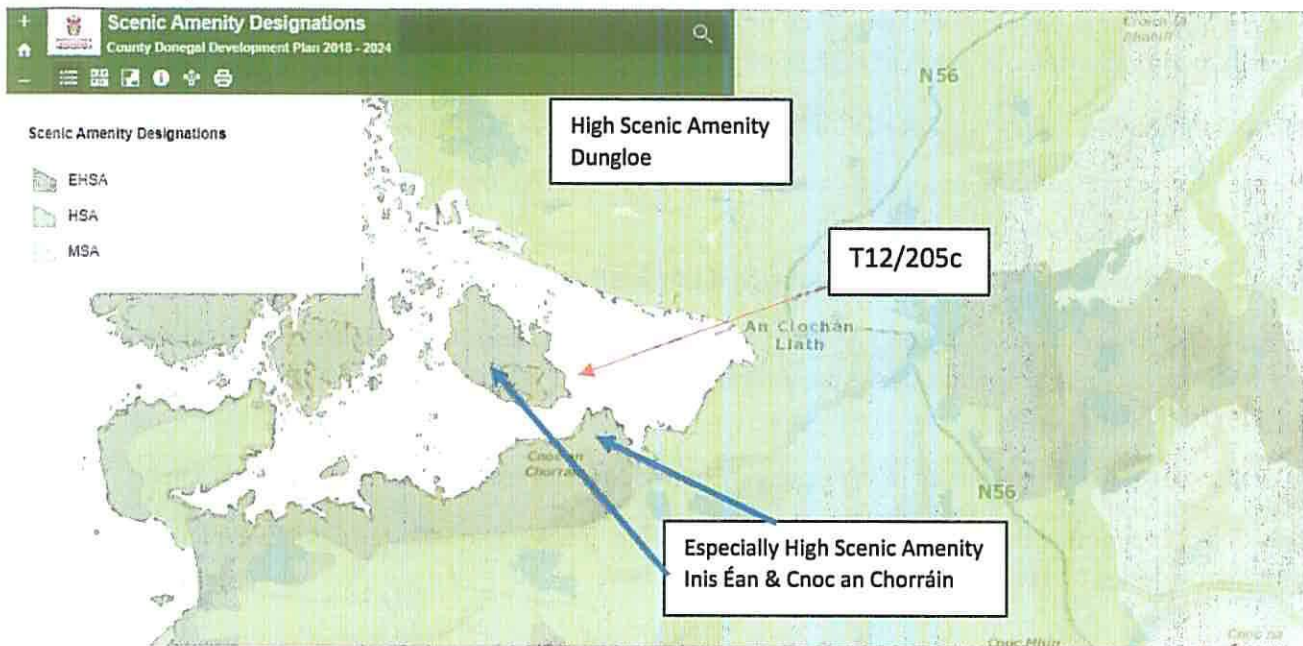 Scenic Amenity Designations
County Donegal Development Plan 2018 - 2024
Scenic Amenity Designations
EHSA
HSA
MSA
N56
High Scenic Amenity
Dungloe
T12/205c
An Clochán
Liath
Cnoc an
Chorráin
N56
Especially High Scenic Amenity
Inis Éan & Cnoc an Chorráin